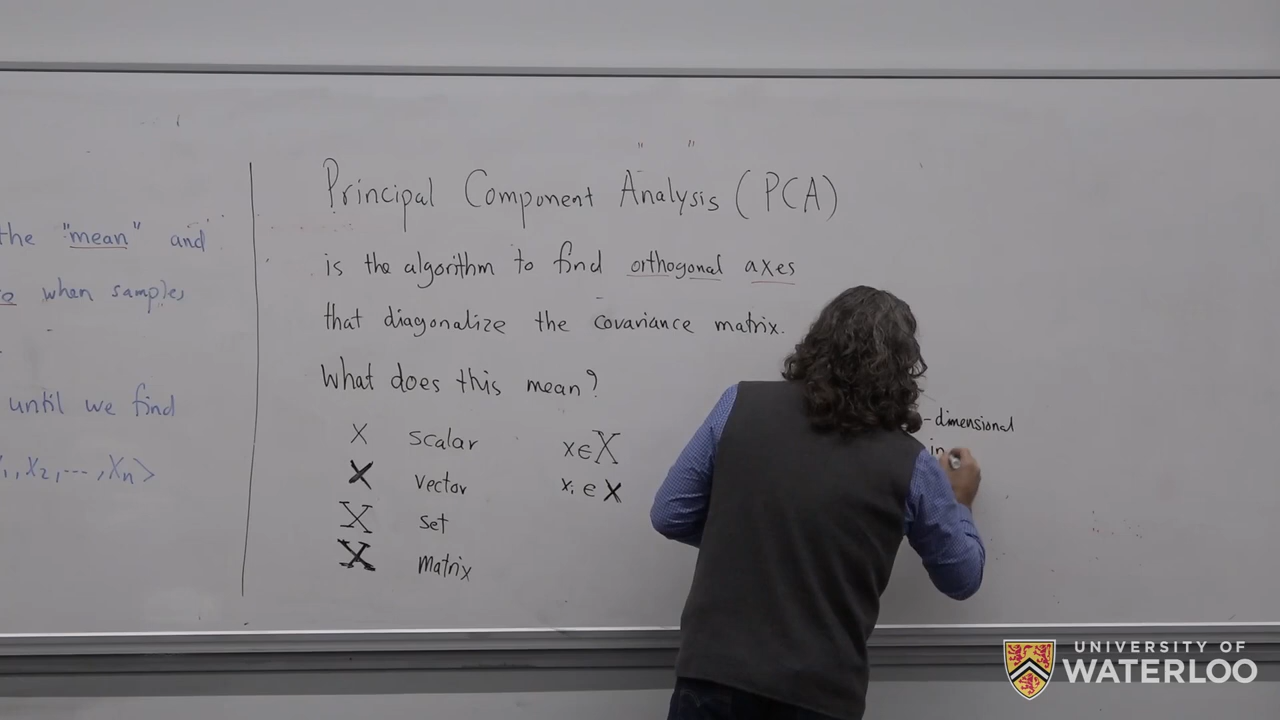 the "mean" and
when samples
until we find
x₂, ..., xₙ>
Principal Component Analysis (PCA)
is the algorithm to find orthogonal axes
that diagonalize the covariance matrix.
What does this mean?
x scalar x∈X
x vector xᵢ∈x
X set
X matrix
-dimensional
in
UNIVERSITY OF
WATERLOO